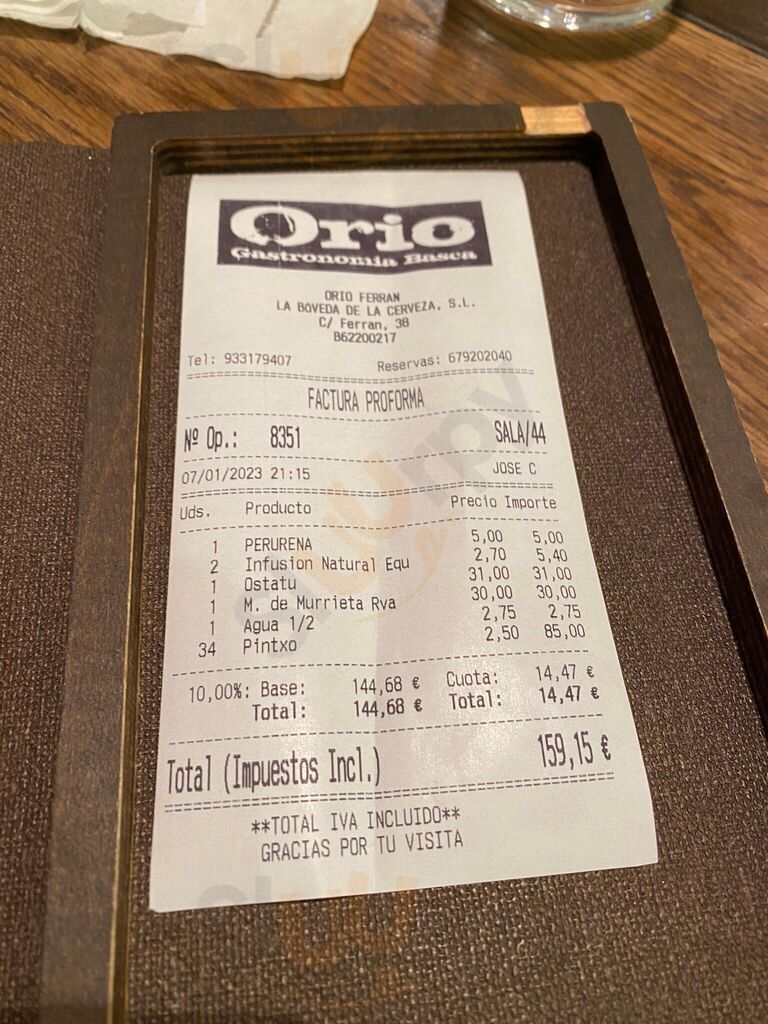 Orio
Gastronomia Basca
ORIO FERRAN
LA BOVEDA DE LA CERVEZA, S.L.
C/ Ferran, 38
B62200217
Tel: 933179407 Reservas: 679202040
FACTURA PROFORMA
Nº Op.: 8351 SALA/44
07/01/2023 21:15 JOSE C
Uds. Producto Precio Importe
1 PERURENA 5,00 5,00
2 Infusion Natural Equ 2,70 5,40
1 Ostatu 31,00 31,00
1 M. de Murrieta Rva 30,00 30,00
1 Agua 1/2 2,75 2,75
34 Pintxo 2,50 85,00
10,00%: Base: 144,68 € Cuota: 14,47 €
Total: 144,68 € Total: 14,47 €
Total (Impuestos Incl.) 159,15 €
**TOTAL IVA INCLUIDO**
GRACIAS POR TU VISITA